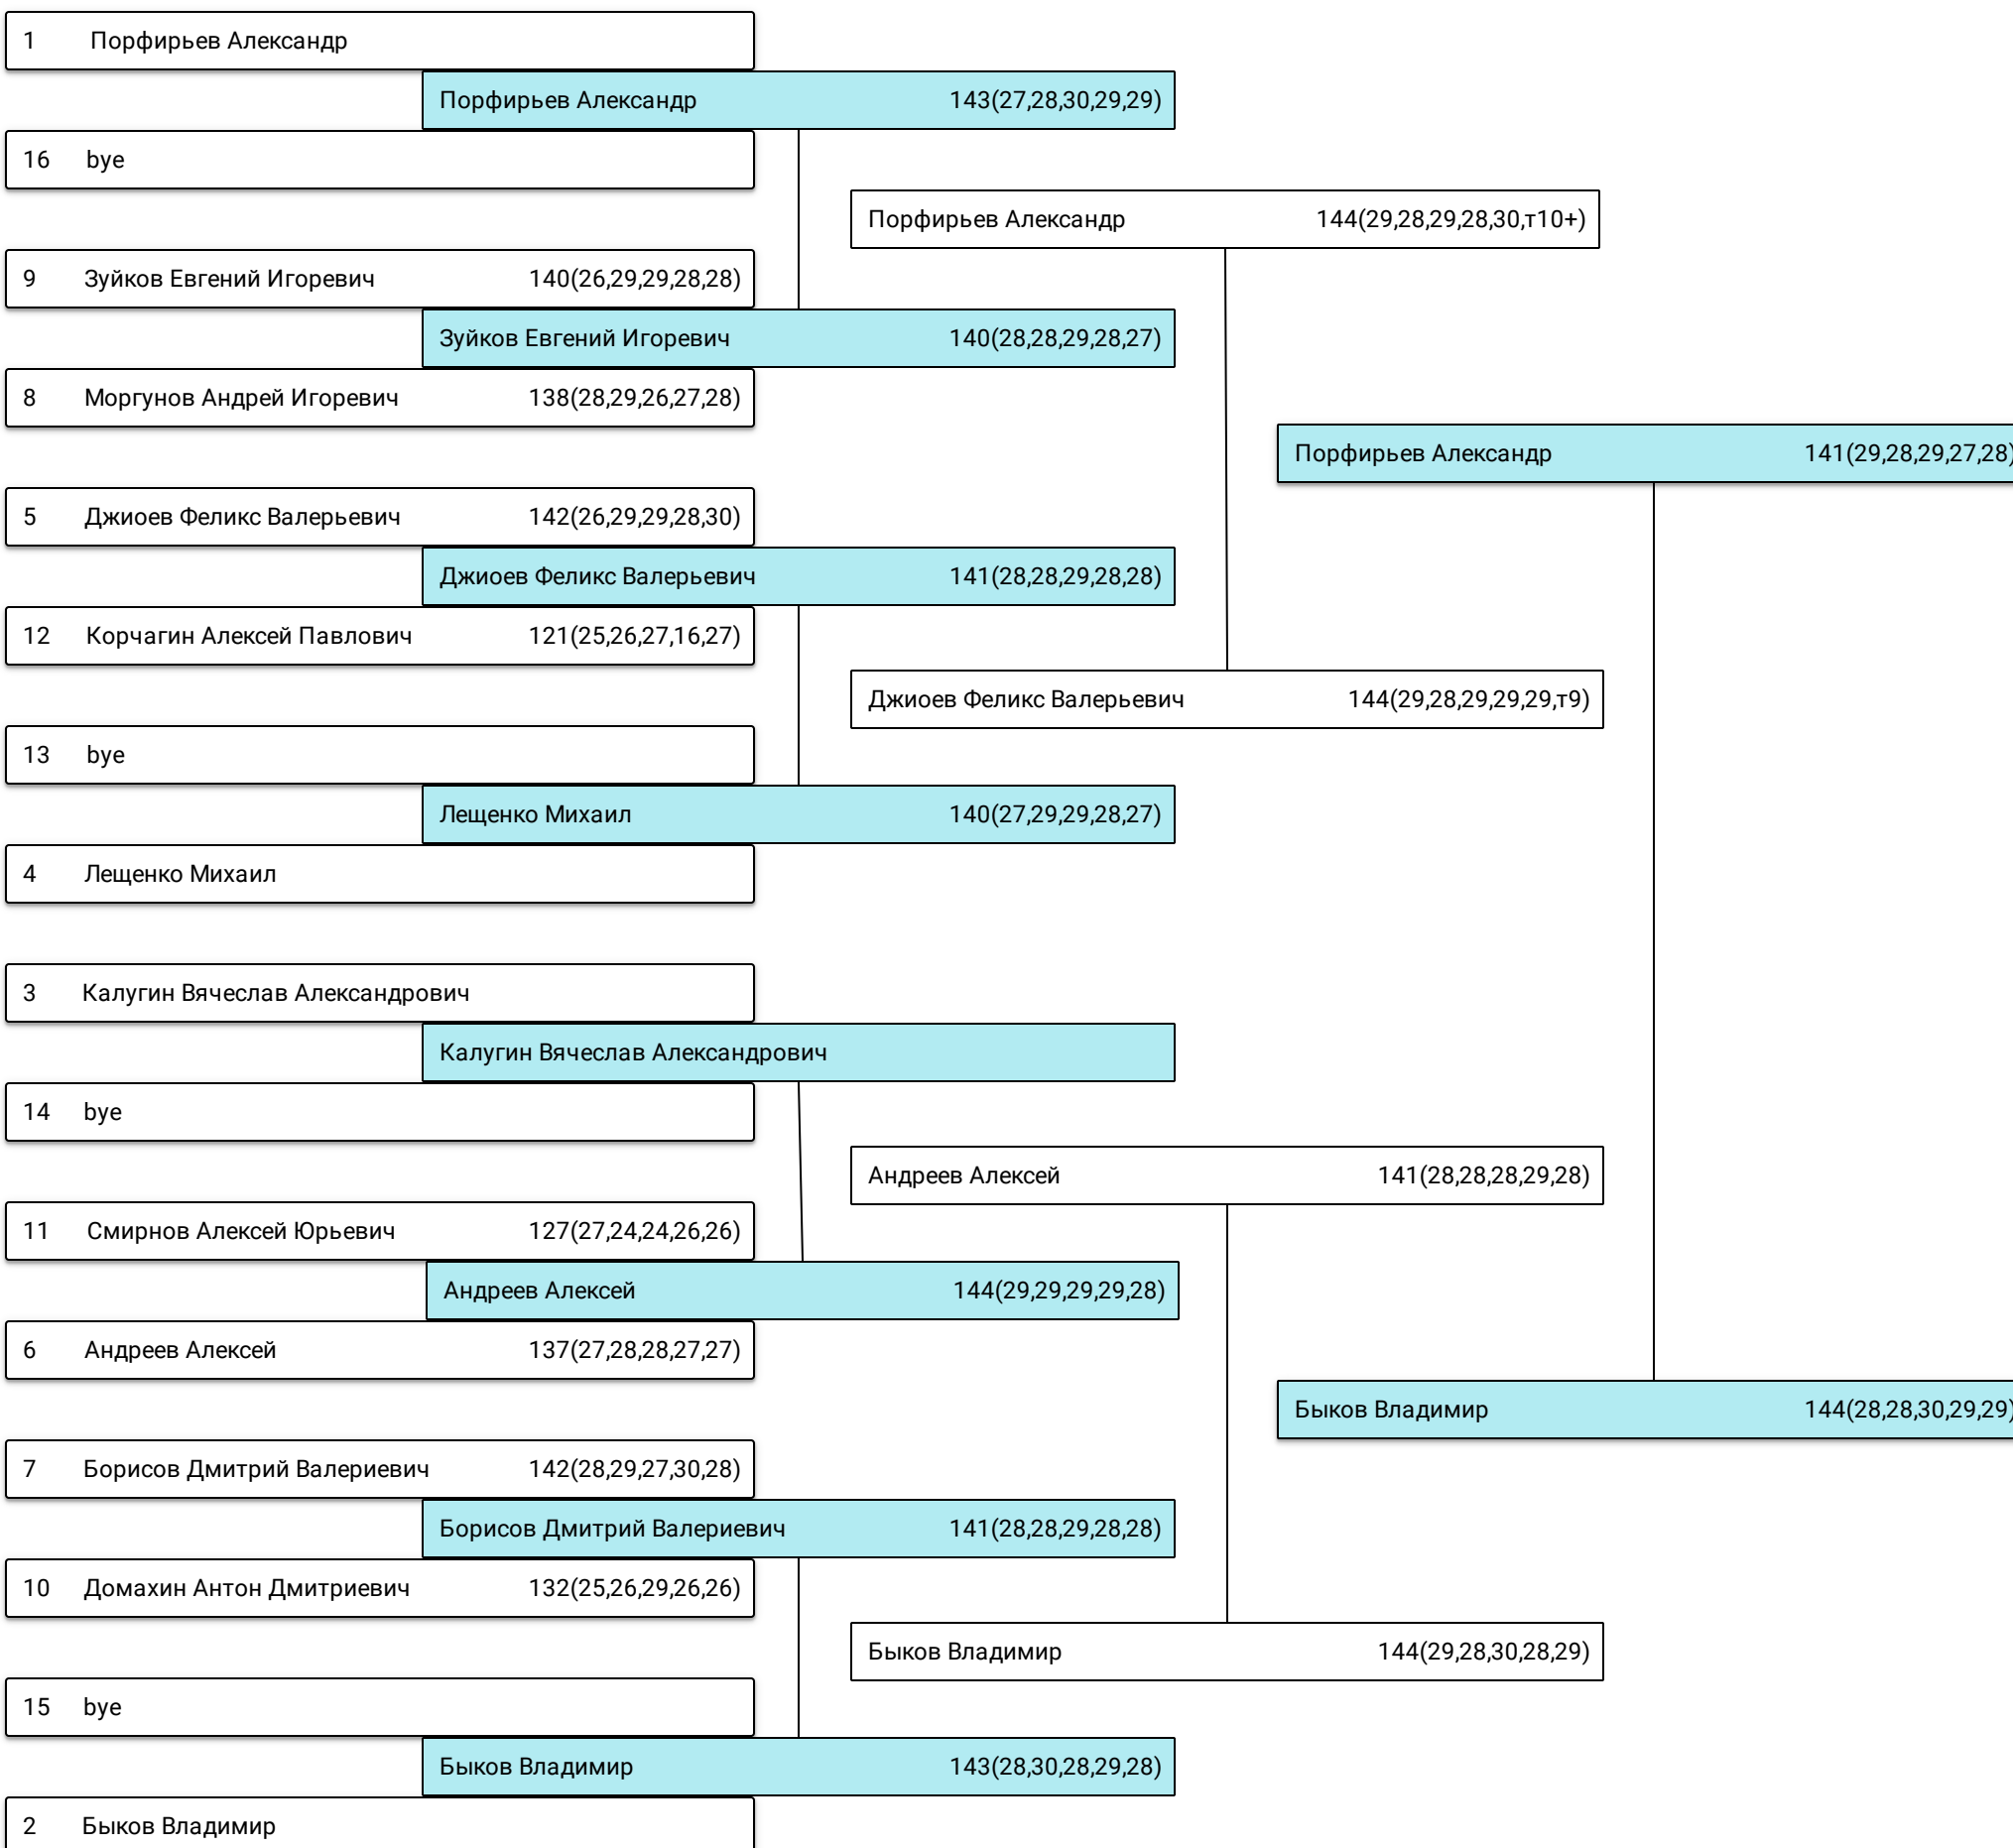 1 Порфирьев Александр
Порфирьев Александр 143(27,28,30,29,29)
16 bye
Порфирьев Александр 144(29,28,29,28,30,т10+)
9 Зуйков Евгений Игоревич 140(26,29,29,28,28)
Зуйков Евгений Игоревич 140(28,28,29,28,27)
8 Моргунов Андрей Игоревич 138(28,29,26,27,28)
Порфирьев Александр 141(29,28,29,27,28)
5 Джиоев Феликс Валерьевич 142(26,29,29,28,30)
Джиоев Феликс Валерьевич 141(28,28,29,28,28)
12 Корчагин Алексей Павлович 121(25,26,27,16,27)
Джиоев Феликс Валерьевич 144(29,28,29,29,29,т9)
13 bye
Лещенко Михаил 140(27,29,29,28,27)
4 Лещенко Михаил
3 Калугин Вячеслав Александрович
Калугин Вячеслав Александрович
14 bye
Андреев Алексей 141(28,28,28,29,28)
11 Смирнов Алексей Юрьевич 127(27,24,24,26,26)
Андреев Алексей 144(29,29,29,29,28)
6 Андреев Алексей 137(27,28,28,27,27)
Быков Владимир 144(28,28,30,29,29)
7 Борисов Дмитрий Валериевич 142(28,29,27,30,28)
Борисов Дмитрий Валериевич 141(28,28,29,28,28)
10 Домахин Антон Дмитриевич 132(25,26,29,26,26)
Быков Владимир 144(29,28,30,28,29)
15 bye
Быков Владимир 143(28,30,28,29,28)
2 Быков Владимир